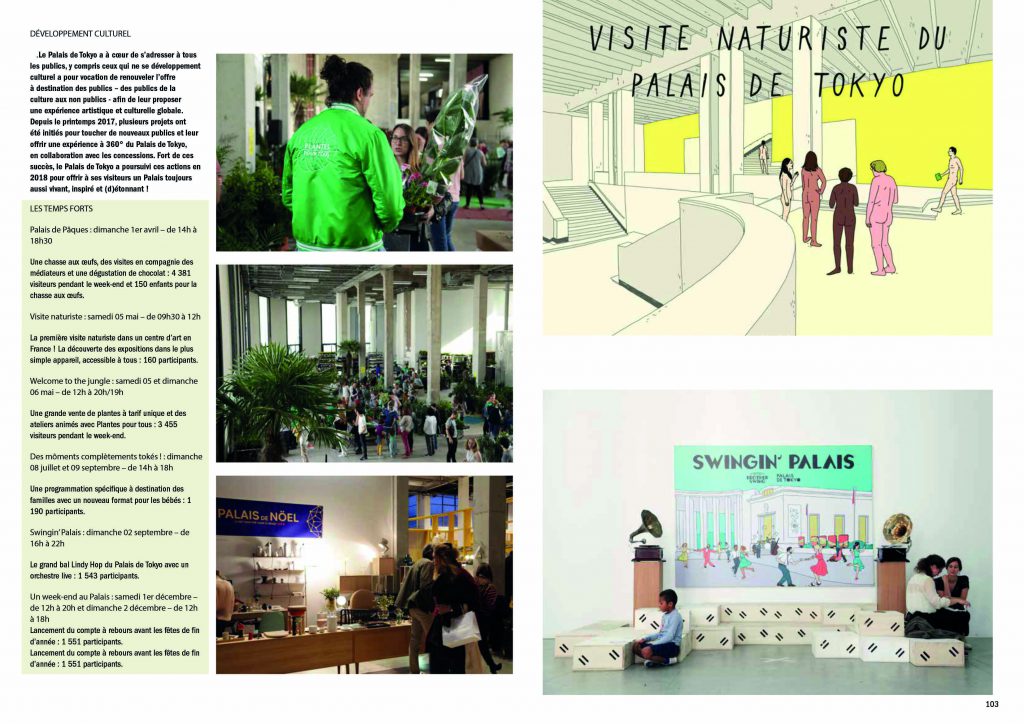 DÉVELOPPEMENT CULTUREL
.Le Palais de Tokyo a à cœur de s'adresser à tous
les publics, y compris ceux qui ne se développement
culturel a pour vocation de renouveler l'offre
à destination des publics – des publics de la
culture aux non publics - afin de leur proposer
une expérience artistique et culturelle globale.
Depuis le printemps 2017, plusieurs projets ont
été initiés pour toucher de nouveaux publics et leur
offrir une expérience à 360° du Palais de Tokyo,
en collaboration avec les concessions. Fort de ces
succès, le Palais de Tokyo a poursuivi ces actions en
2018 pour offrir à ses visiteurs un Palais toujours
aussi vivant, inspiré et (d)étonnant !
LES TEMPS FORTS
Palais de Pâques : dimanche 1er avril – de 14h à
18h30
Une chasse aux œufs, des visites en compagnie des
médiateurs et une dégustation de chocolat : 4 381
visiteurs pendant le week-end et 150 enfants pour la
chasse aux œufs.
Visite naturiste : samedi 05 mai – de 09h30 à 12h
La première visite naturiste dans un centre d'art en
France ! La découverte des expositions dans le plus
simple appareil, accessible à tous : 160 participants.
Welcome to the jungle : samedi 05 et dimanche
06 mai – de 12h à 20h/19h
Une grande vente de plantes à tarif unique et des
ateliers animés avec Plantes pour tous : 3 455
visiteurs pendant le week-end.
Des môments complètements tokés ! : dimanche
08 juillet et 09 septembre – de 14h à 18h
Une programmation spécifique à destination des
familles avec un nouveau format pour les bébés : 1
190 participants.
Swingin' Palais : dimanche 02 septembre – de
16h à 22h
Le grand bal Lindy Hop du Palais de Tokyo avec un
orchestre live : 1 543 participants.
Un week-end au Palais : samedi 1er décembre –
de 12h à 20h et dimanche 2 décembre – de 12h
à 18h
Lancement du compte à rebours avant les fêtes de fin
d'année : 1 551 participants.
Lancement du compte à rebours avant les fêtes de fin
d'année : 1 551 participants.
PLANTES
POUR TOUS
PALAIS DE NÖEL
VISITE NATURISTE DU
PALAIS DE TOKYO
SWINGIN' PALAIS
BROTHER
SWING
PALAIS
DE TOKYO
103